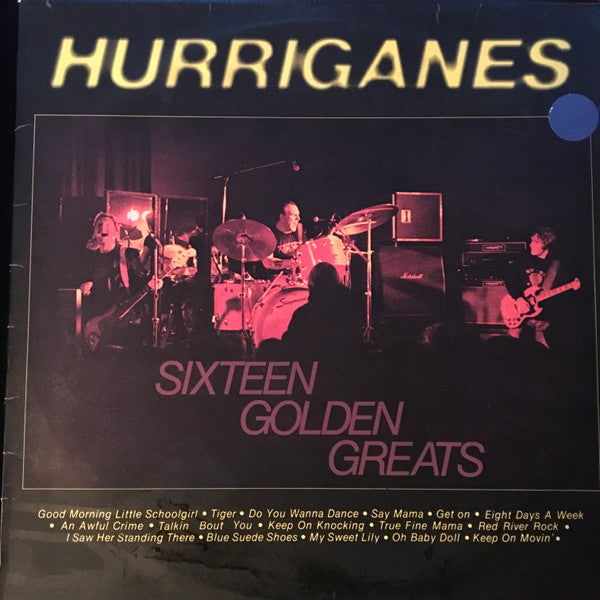 HURRIGANES
Marshall
SIXTEEN
GOLDEN
GREATS
Good Morning Little Schoolgirl • Tiger • Do You Wanna Dance • Say Mama • Get on • Eight Days A Week
• An Awful Crime • Talkin' Bout You • Keep On Knocking • True Fine Mama • Red River Rock •
I Saw Her Standing There • Blue Suede Shoes • My Sweet Lily • Oh Baby Doll • Keep On Movin' •